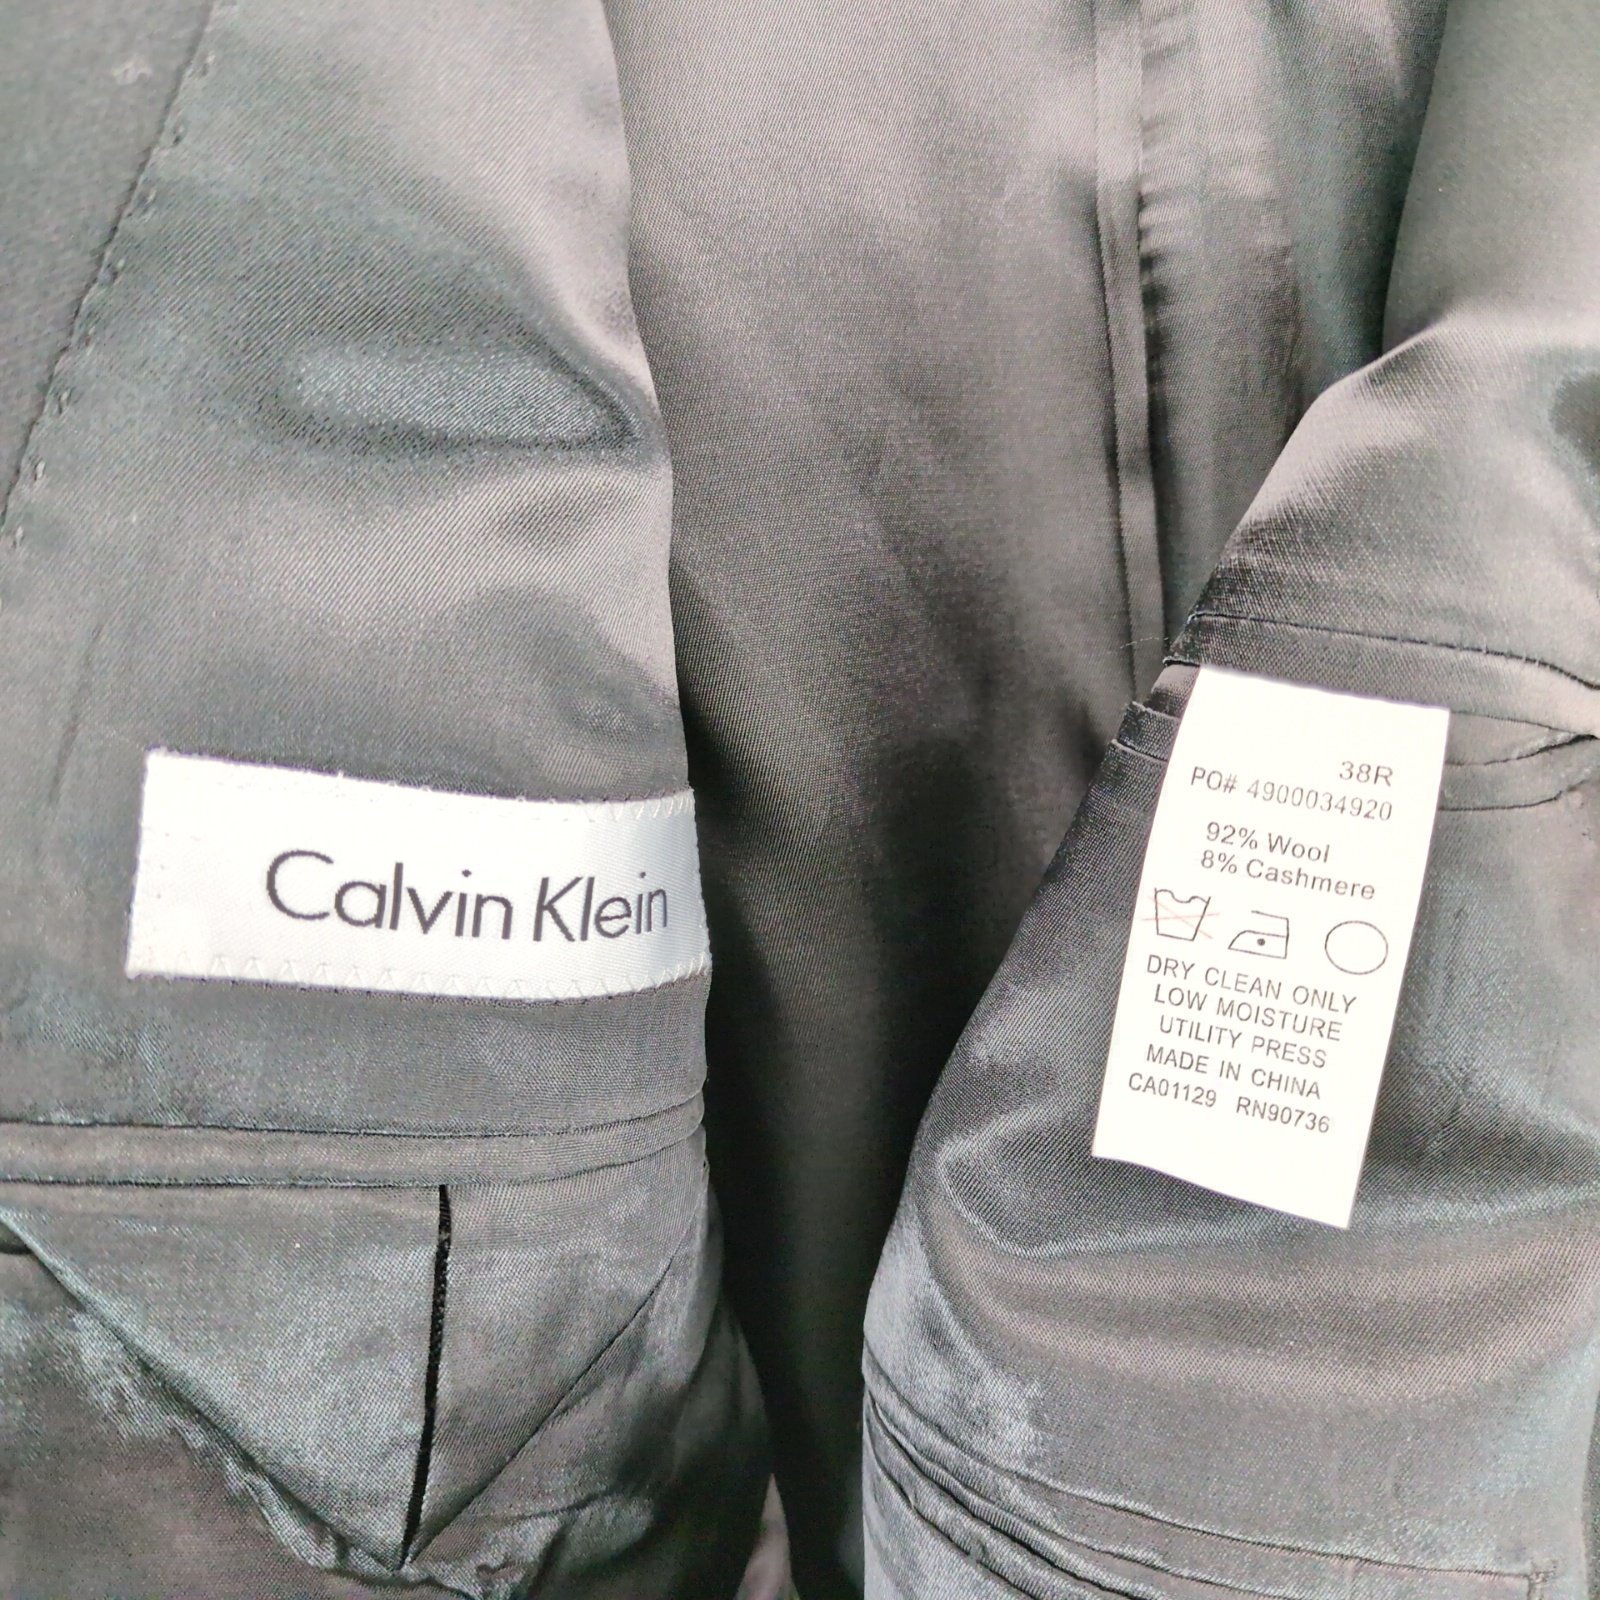 Calvin Klein
38R
PO# 4900034920
92% Wool
8% Cashmere
DRY CLEAN ONLY
LOW MOISTURE
UTILITY PRESS
MADE IN CHINA
CA01129 RN90736